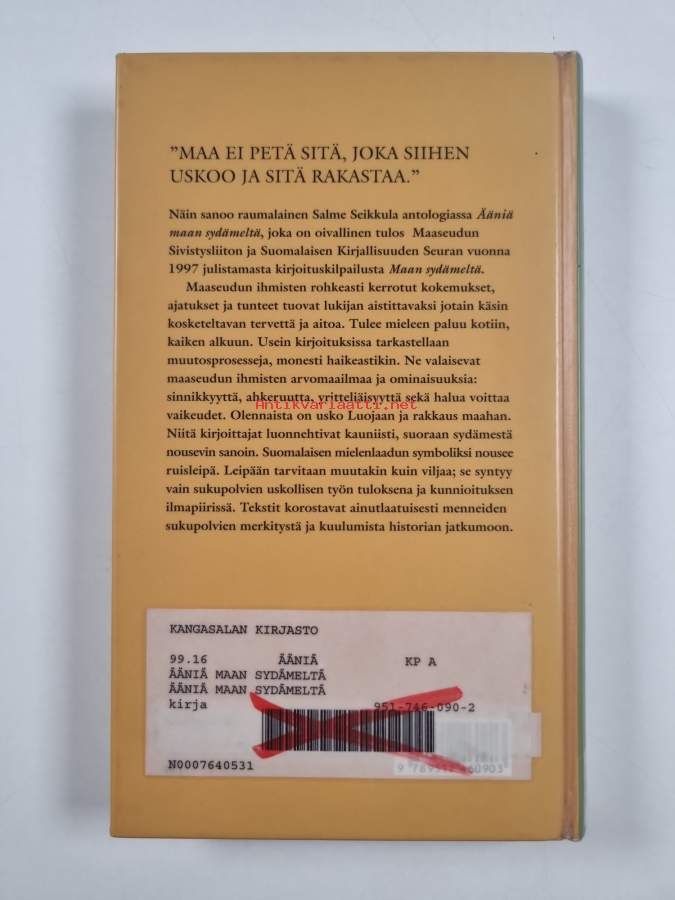 ”MAA EI PETÄ SITÄ, JOKA SIIHEN
USKOO JA SITÄ RAKASTAA.”
Näin sanoo raumalainen Salme Seikkula antologiassa Ääniä
maan sydämeltä, joka on oivallinen tulos Maaseudun
Sivistysliiton ja Suomalaisen Kirjallisuuden Seuran vuonna
1997 julistamasta kirjoituskilpailusta Maan sydämeltä.
Maaseudun ihmisten rohkeasti kerrotut kokemukset,
ajatukset ja tunteet tuovat lukijan aistittavaksi jotain käsin
kosketeltavan tervettä ja aitoa. Tulee mieleen paluu kotiin,
kaiken alkuun. Usein kirjoituksissa tarkastellaan
muutosprosesseja, monesti haikeastikin. Ne valaisevat
maaseudun ihmisten arvomaailmaa ja ominaisuuksia:
sinnikkyyttä, ahkeruutta, yritteliäisyyttä sekä halua voittaa
Antikvariaatti.net
vaikeudet. Olennaista on usko Luojaan ja rakkaus maahan.
Niitä kirjoittajat luonnehtivat kauniisti, suoraan sydämestä
nousevin sanoin. Suomalaisen mielenlaadun symboliksi nousee
ruisleipä. Leipään tarvitaan muutakin kuin viljaa; se syntyy
vain sukupolvien uskollisen työn tuloksena ja kunnioituksen
ilmapiirissä. Tekstit korostavat ainutlaatuisesti menneiden
sukupolvien merkitystä ja kuulumista historian jatkumoon.
KANGASALAN KIRJASTO
99.16 ÄÄNIÄ KP A
ÄÄNIÄ MAAN SYDÄMELTÄ
ÄÄNIÄ MAAN SYDÄMELTÄ
kirja 951-746-090-2
N0007640531 9 789517 460903